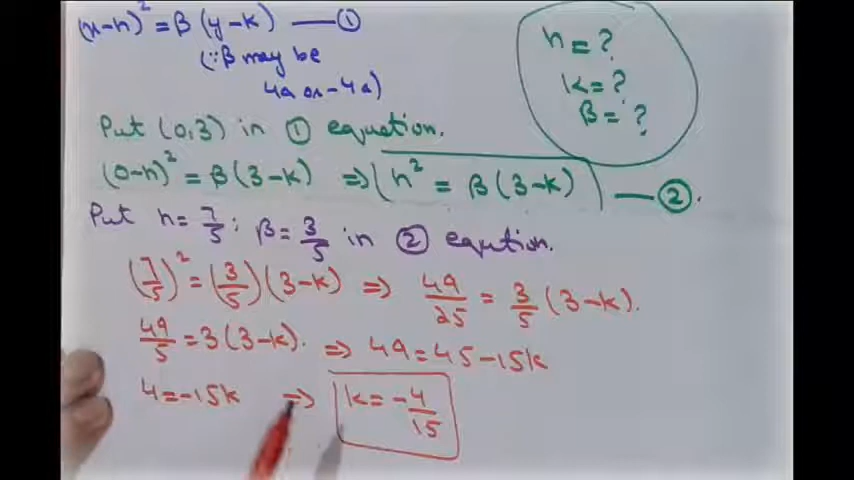 (x-h)² = β(y-k) —— ①
(∵ β may be
4a or -4a)
h = ?
k = ?
β = ?
Put (0,3) in ① equation.
(0-h)² = β(3-k) ⇒ h² = β(3-k) —— ②.
Put h = 7/5 ; β = 3/5 in ② eqution.
(7/5)² = (3/5)(3-k) ⇒ 49/25 = 3/5 (3-k).
49/5 = 3(3-k). ⇒ 49 = 45-15k
4 = -15k ⇒ k = -4/15